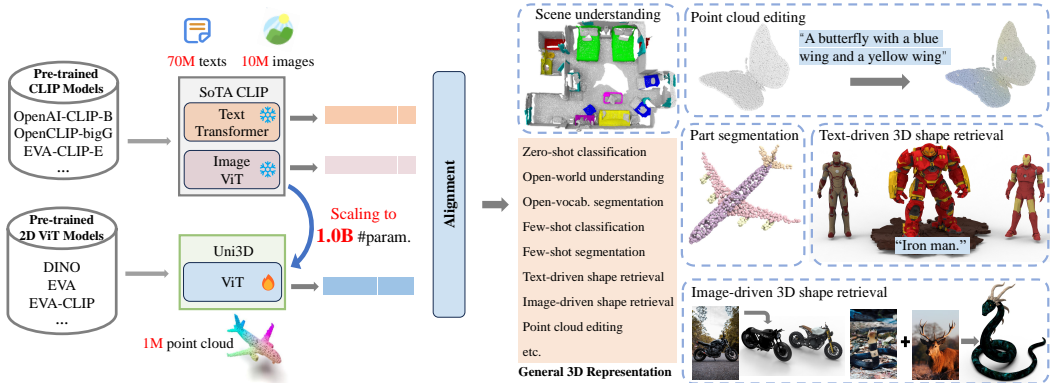 70M texts
10M images
Pre-trained
CLIP Models
OpenAI-CLIP-B
OpenCLIP-bigG
EVA-CLIP-E
...
SoTA CLIP
Text
Transformer
Image
ViT
Scaling to
1.0B #param.
Pre-trained
2D ViT Models
DINO
EVA
EVA-CLIP
...
Uni3D
ViT
1M point cloud
Alignment
Scene understanding
Zero-shot classification
Open-world understanding
Open-vocab. segmentation
Few-shot classification
Few-shot segmentation
Text-driven shape retrieval
Image-driven shape retrieval
Point cloud editing
etc.
General 3D Representation
Point cloud editing
"A butterfly with a blue
wing and a yellow wing"
Part segmentation
Text-driven 3D shape retrieval
"Iron man."
Image-driven 3D shape retrieval
+